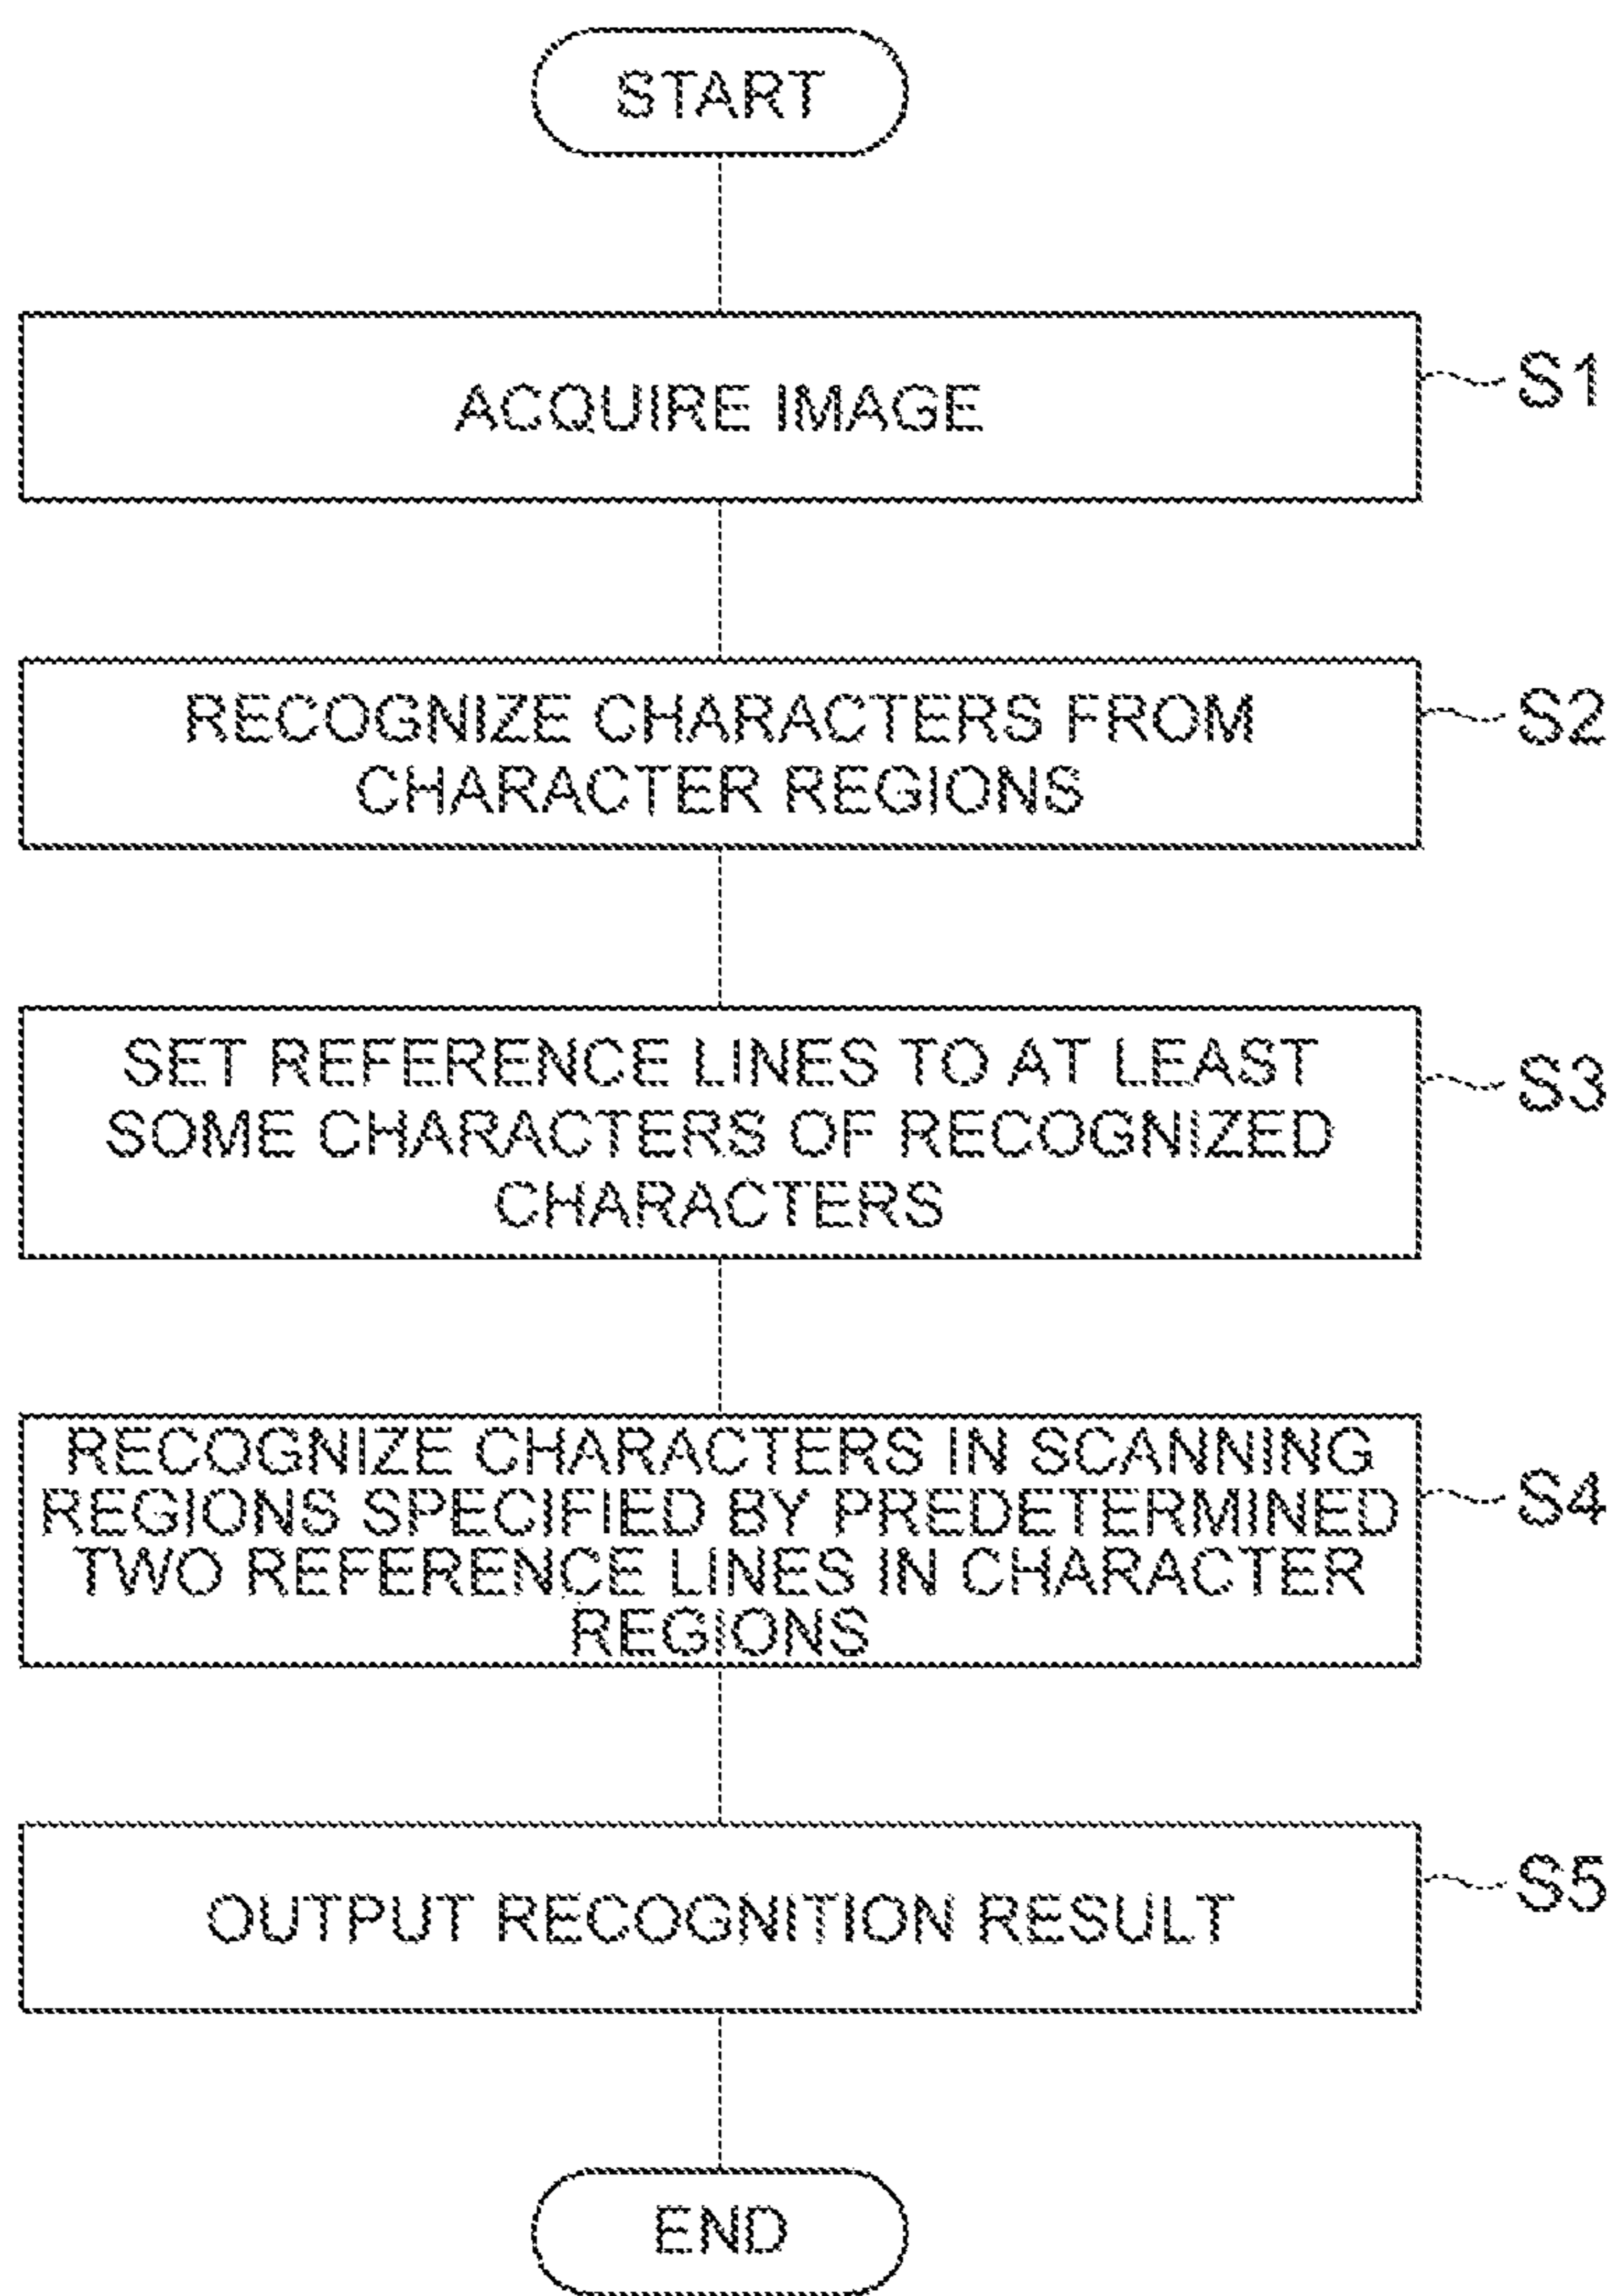 START
ACQUIRE IMAGE
S1
RECOGNIZE CHARACTERS FROM
CHARACTER REGIONS
S2
SET REFERENCE LINES TO AT LEAST
SOME CHARACTERS OF RECOGNIZED
CHARACTERS
S3
RECOGNIZE CHARACTERS IN SCANNING
REGIONS SPECIFIED BY PREDETERMINED
TWO REFERENCE LINES IN CHARACTER
REGIONS
S4
OUTPUT RECOGNITION RESULT
S5
END